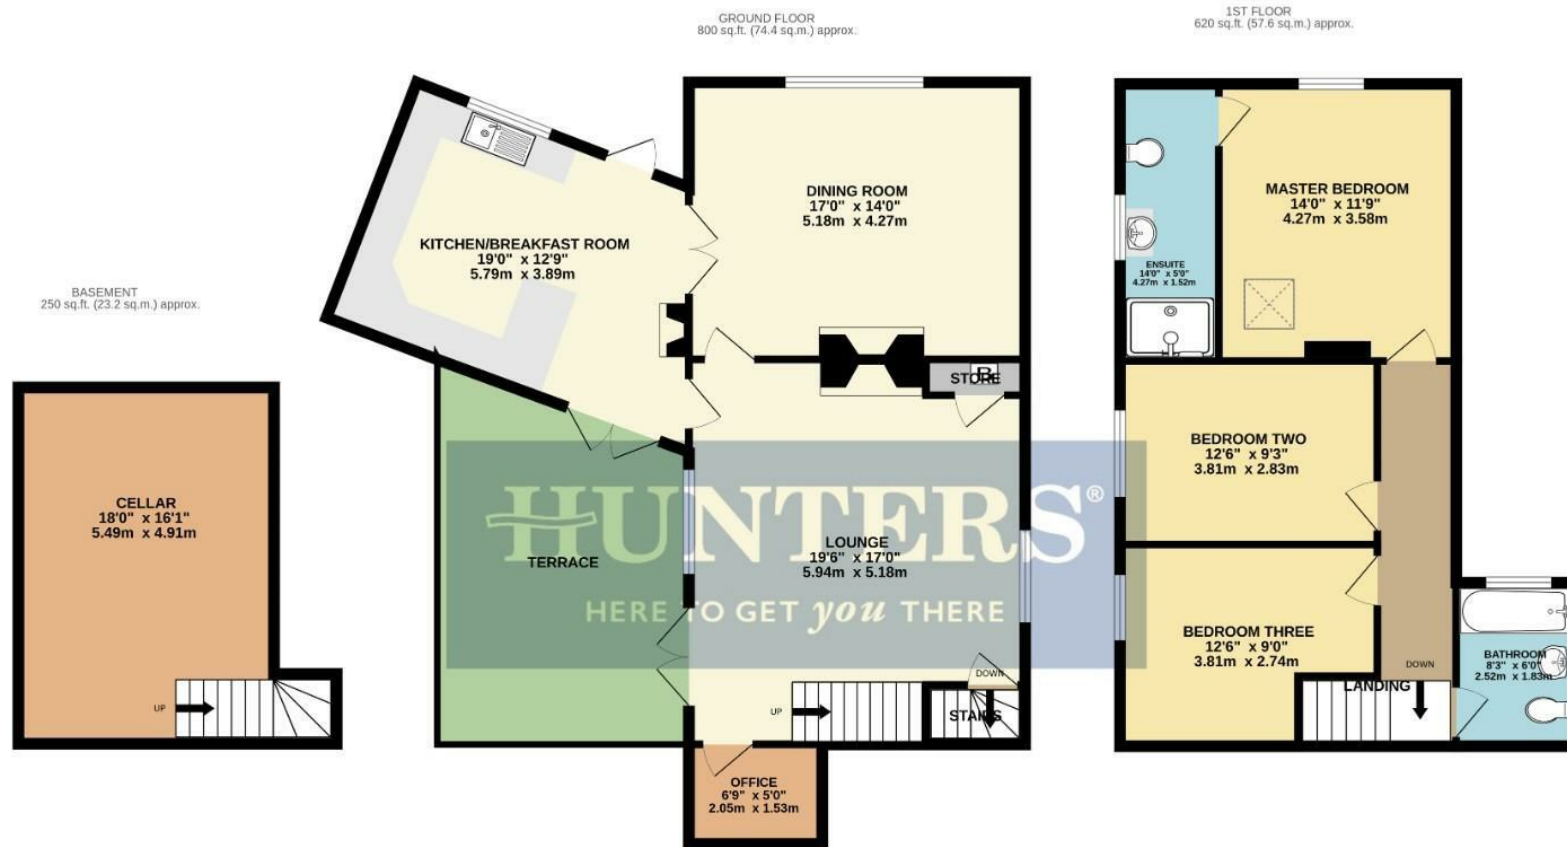 GROUND FLOOR
800 sq.ft. (74.4 sq.m.) approx.
1ST FLOOR
620 sq.ft. (57.6 sq.m.) approx.
BASEMENT
250 sq.ft. (23.2 sq.m.) approx.
CELLAR
18'0" x 16'1"
5.49m x 4.91m
UP
KITCHEN/BREAKFAST ROOM
19'0" x 12'9"
5.79m x 3.89m
DINING ROOM
17'0" x 14'0"
5.18m x 4.27m
STORE
B
TERRACE
LOUNGE
19'6" x 17'0"
5.94m x 5.18m
HUNTERS®
HERE TO GET you THERE
DOWN
UP
STAIRS
OFFICE
6'9" x 5'0"
2.05m x 1.53m
MASTER BEDROOM
14'0" x 11'9"
4.27m x 3.58m
ENSUITE
14'0" x 5'0"
4.27m x 1.52m
BEDROOM TWO
12'6" x 9'3"
3.81m x 2.83m
BEDROOM THREE
12'6" x 9'0"
3.81m x 2.74m
BATHROOM
8'3" x 6'0"
2.52m x 1.83m
DOWN
LANDING